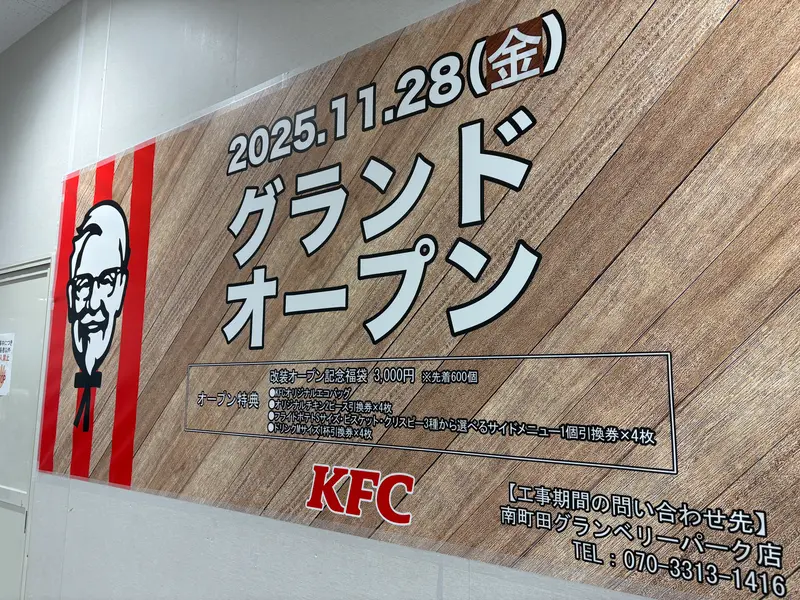 2025.11.28(金)
グランド
オープン
オープン特典
改装オープン記念福袋 3,000円 ※先着600個
●KFCオリジナルエコバッグ
●オリジナルチキン2ピース引換券×4枚
●フライドポテトSサイズ・ビスケット・クリスピー3種から選べるサイドメニュー1個引換券×4枚
●ドリンクMサイズ1杯引換券×4枚
KFC
【工事期間の問い合わせ先】
南町田グランベリーパーク店
TEL：070-3313-1416